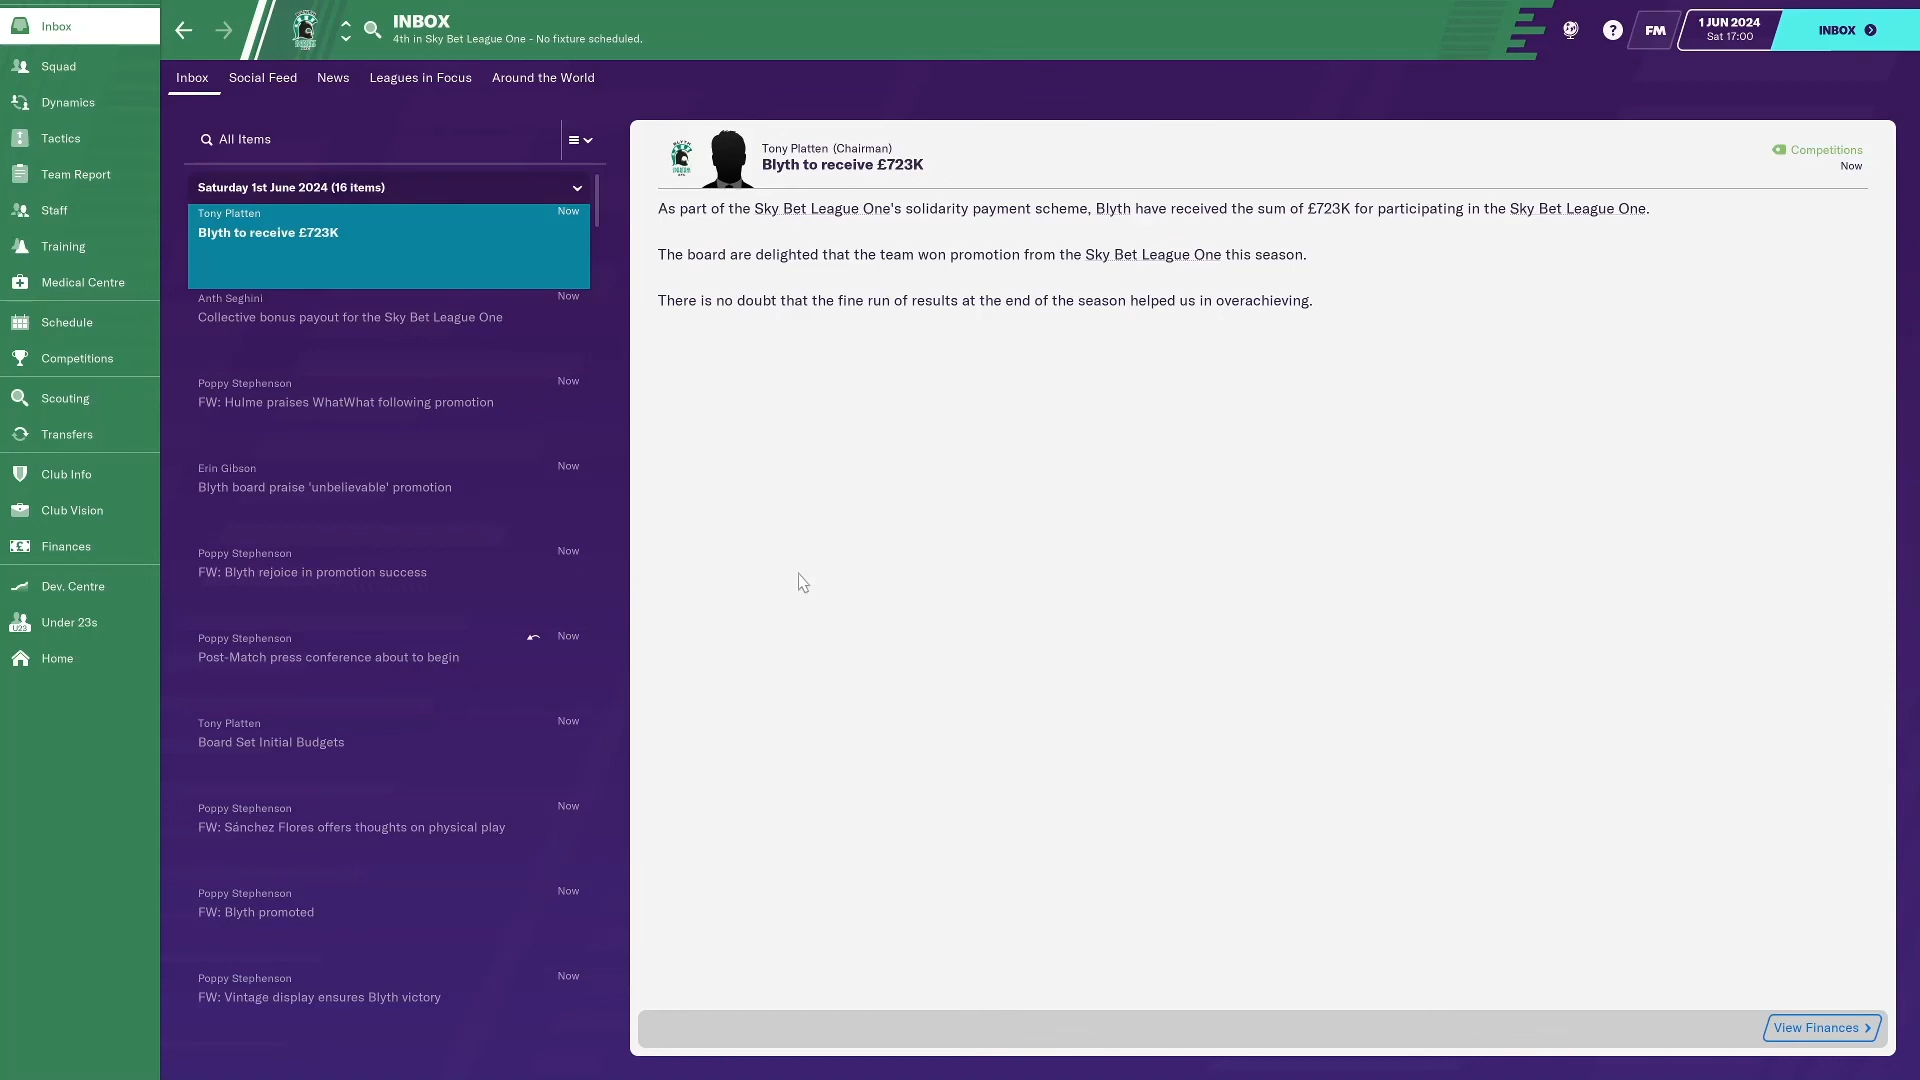 Inbox
Squad
Dynamics
Tactics
Team Report
Staff
Training
Medical Centre
Schedule
Competitions
Scouting
Transfers
Club Info
Club Vision
Finances
Dev. Centre
U23
Under 23s
Home
INBOX
4th in Sky Bet League One - No fixture scheduled.
?
FM
1 JUN 2024
Sat 17:00
INBOX
Inbox Social Feed News Leagues in Focus Around the World
All Items
Saturday 1st June 2024 (16 items)
Tony Platten Now
Blyth to receive £723K
Anth Seghini Now
Collective bonus payout for the Sky Bet League One
Poppy Stephenson Now
FW: Hulme praises WhatWhat following promotion
Erin Gibson Now
Blyth board praise 'unbelievable' promotion
Poppy Stephenson Now
FW: Blyth rejoice in promotion success
Poppy Stephenson Now
Post-Match press conference about to begin
Tony Platten Now
Board Set Initial Budgets
Poppy Stephenson Now
FW: Sánchez Flores offers thoughts on physical play
Poppy Stephenson Now
FW: Blyth promoted
Poppy Stephenson Now
FW: Vintage display ensures Blyth victory
Tony Platten (Chairman)
Blyth to receive £723K
Competitions
Now
As part of the Sky Bet League One's solidarity payment scheme, Blyth have received the sum of £723K for participating in the Sky Bet League One.
The board are delighted that the team won promotion from the Sky Bet League One this season.
There is no doubt that the fine run of results at the end of the season helped us in overachieving.
View Finances